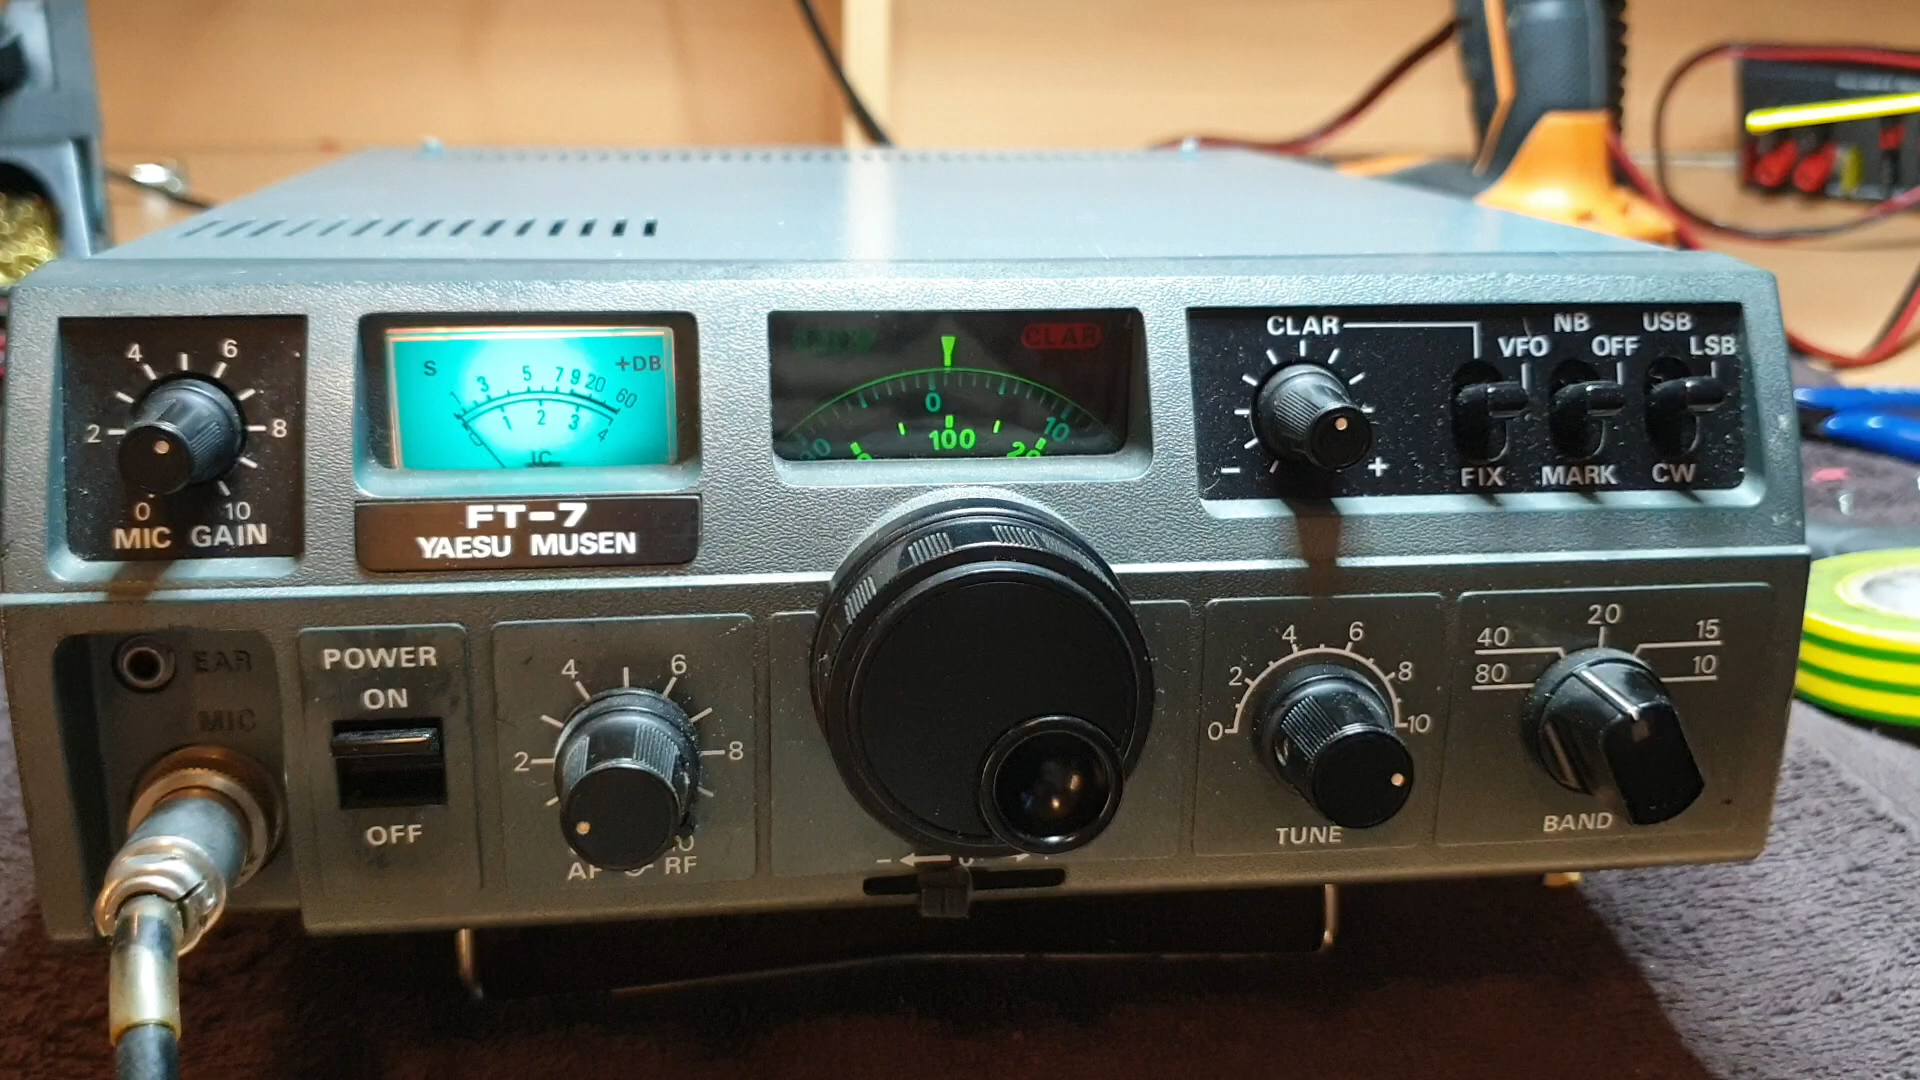 4 6
2 8
0 10
MIC GAIN
S +DB
1 3 5 7 9 20 60
1 2 3 4
IC
FT-7
YAESU MUSEN
CLAR
0 10
100
20
CLAR
- +
VFO
FIX
NB
OFF
MARK
USB
LSB
CW
EAR
MIC
POWER
ON
OFF
4 6
2 8
AF RF
- +
4 6
2 8
0 10
TUNE
20
40 15
80 10
BAND